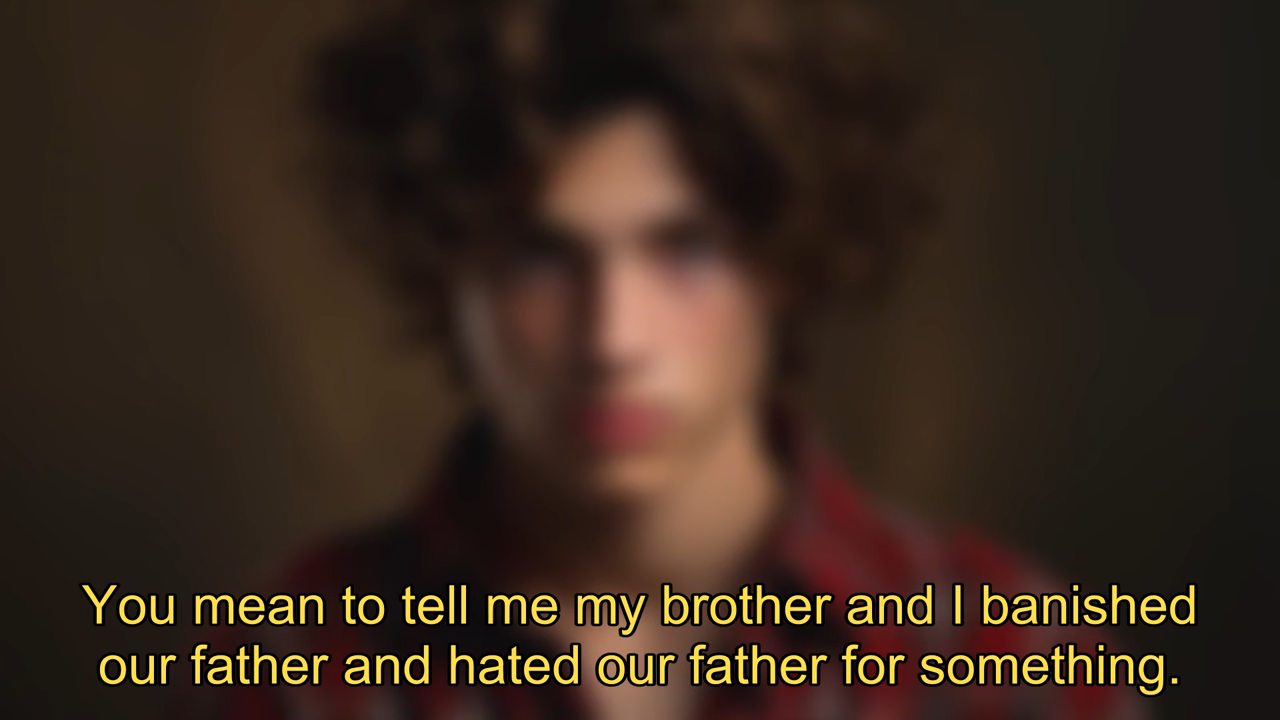 You mean to tell me my brother and I banished
our father and hated our father for something.